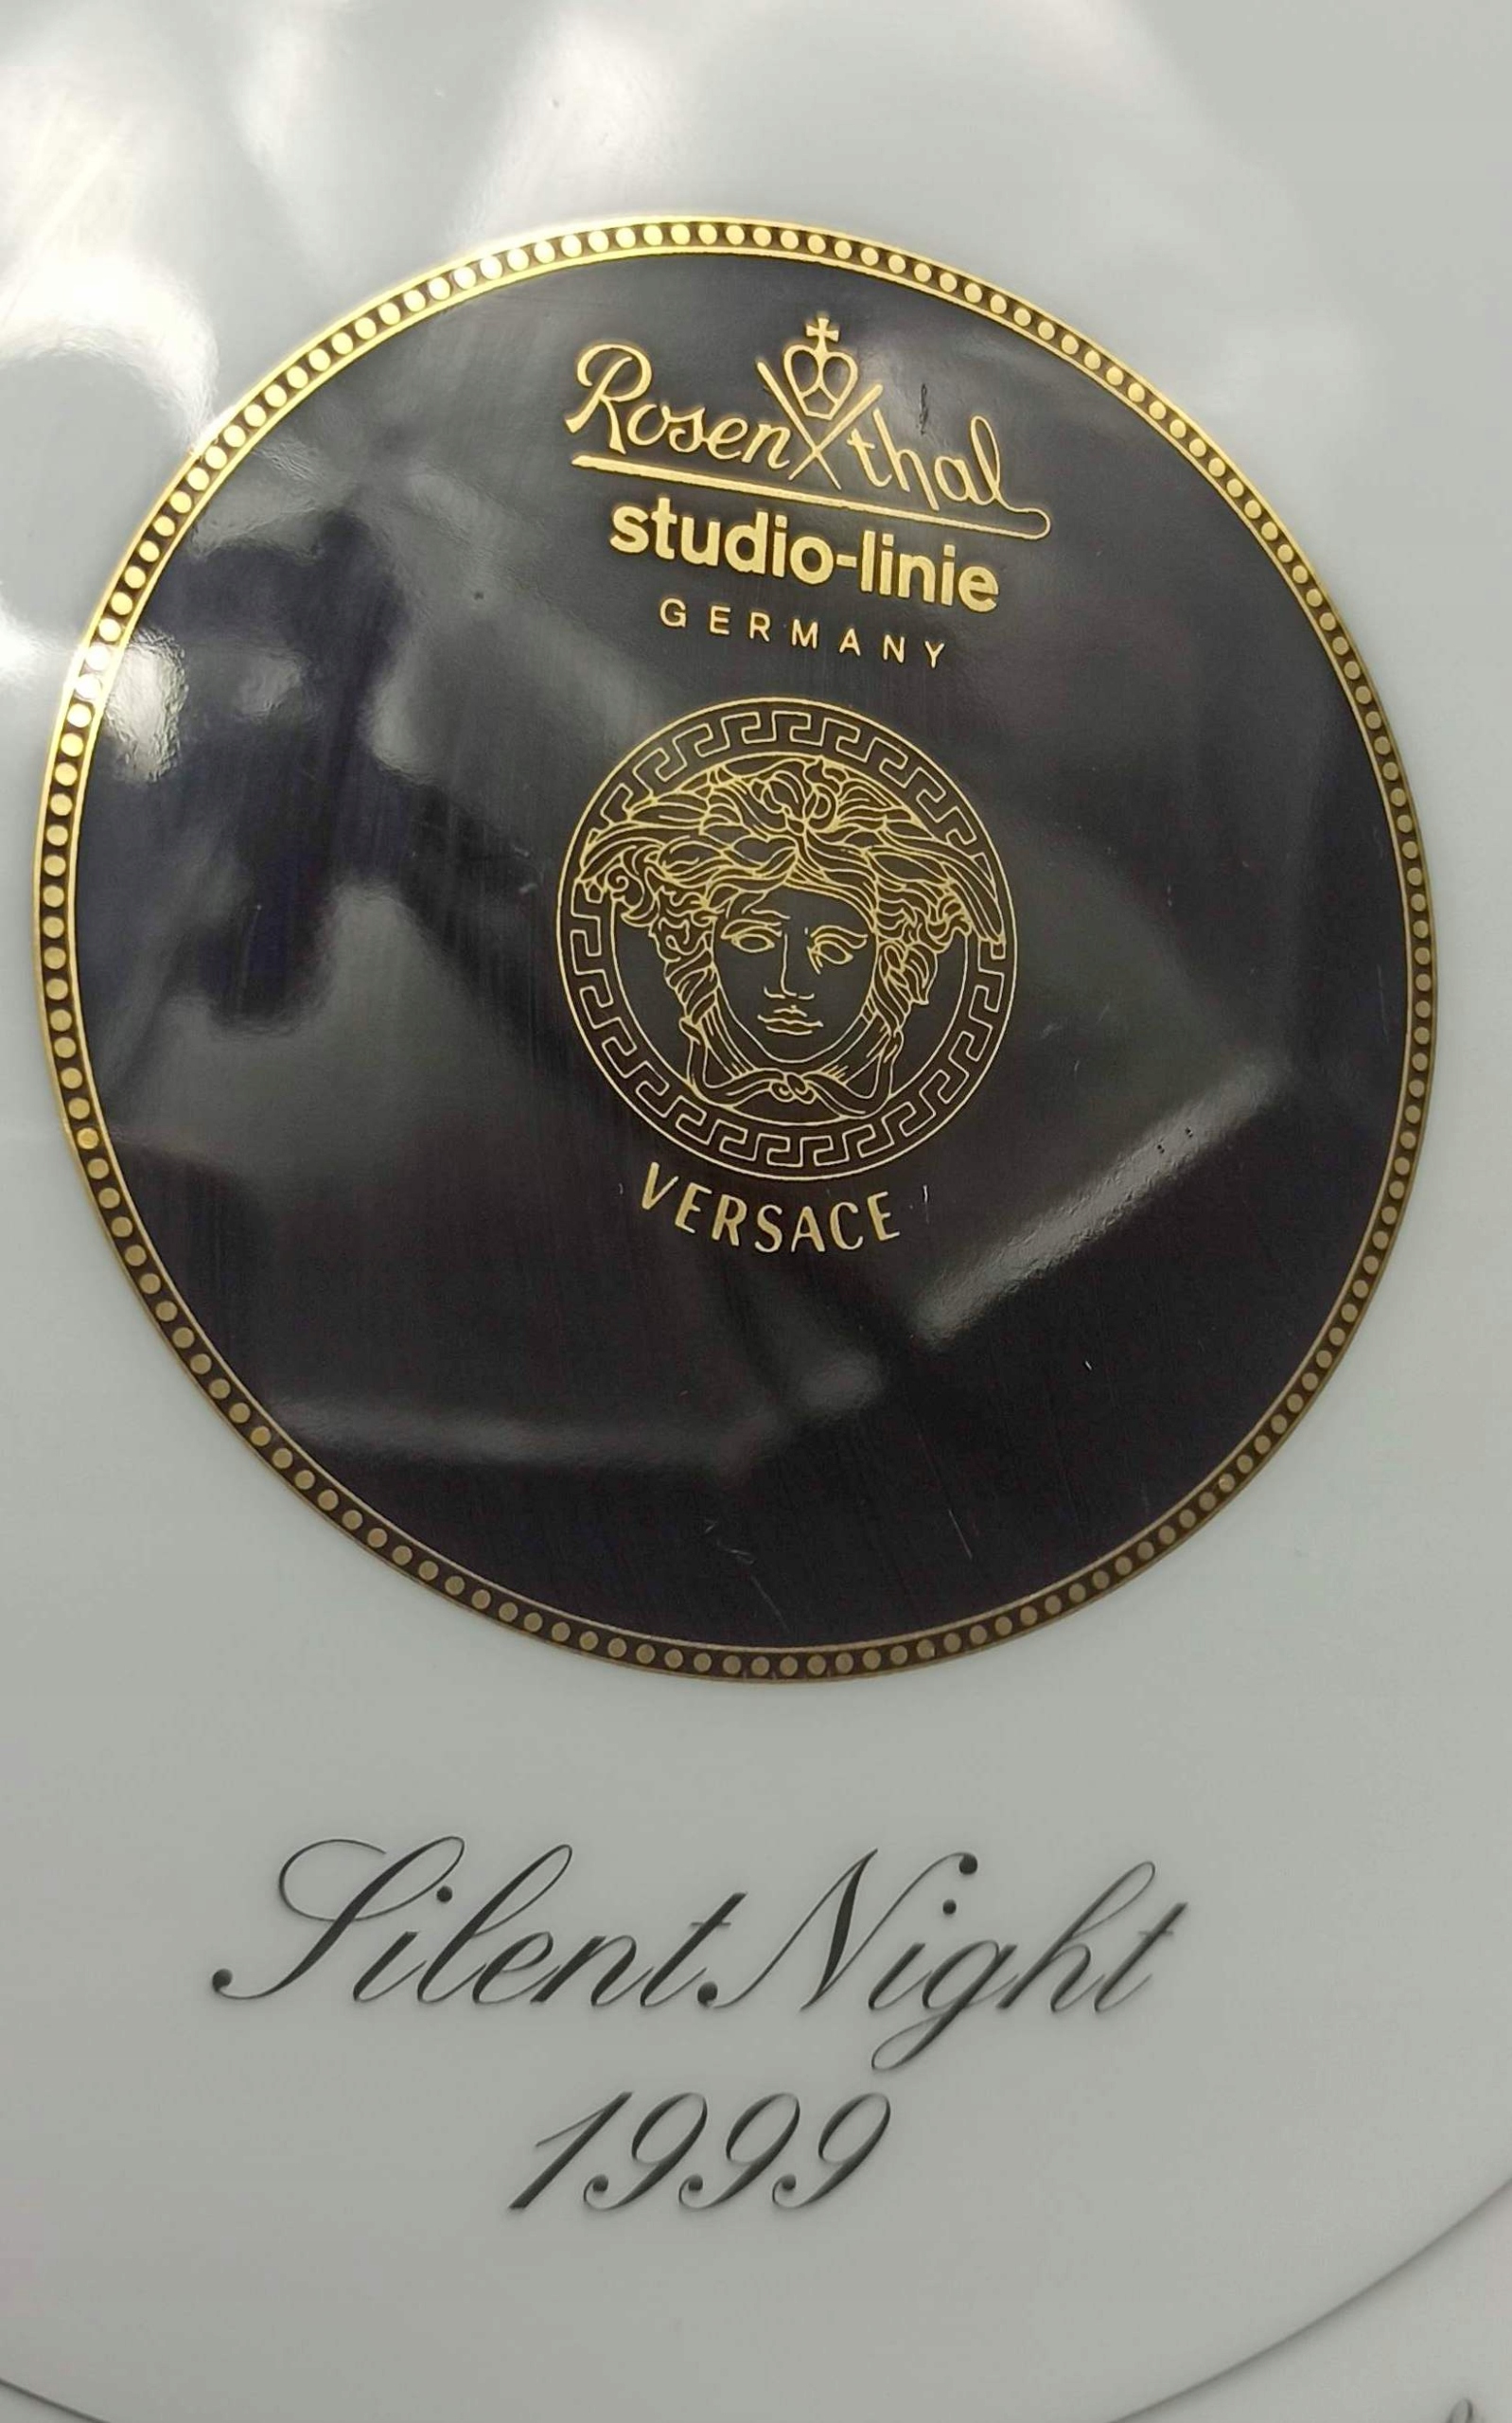 Rosenthal
studio-linie
GERMANY
VERSACE
Silent Night
1999